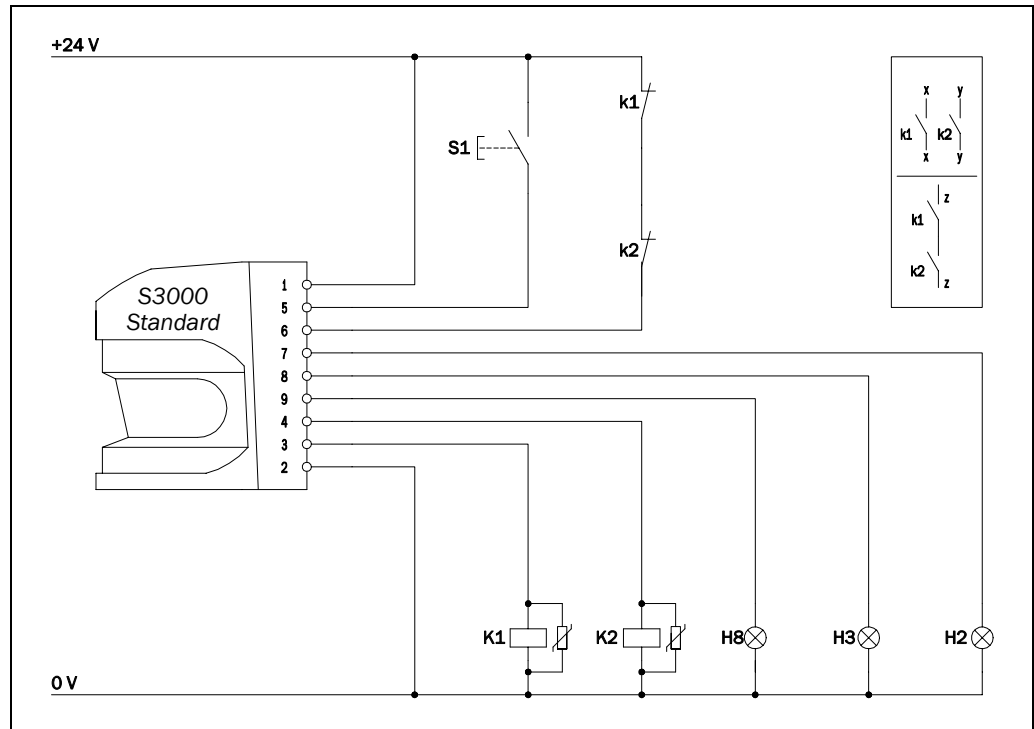 +24 V
k1
x y
k1 k2
x y
S1
z
k1
k2
k2
z
S3000
Standard
1
5
6
7
8
9
4
3
2
K1
K2
H8
H3
H2
0 V